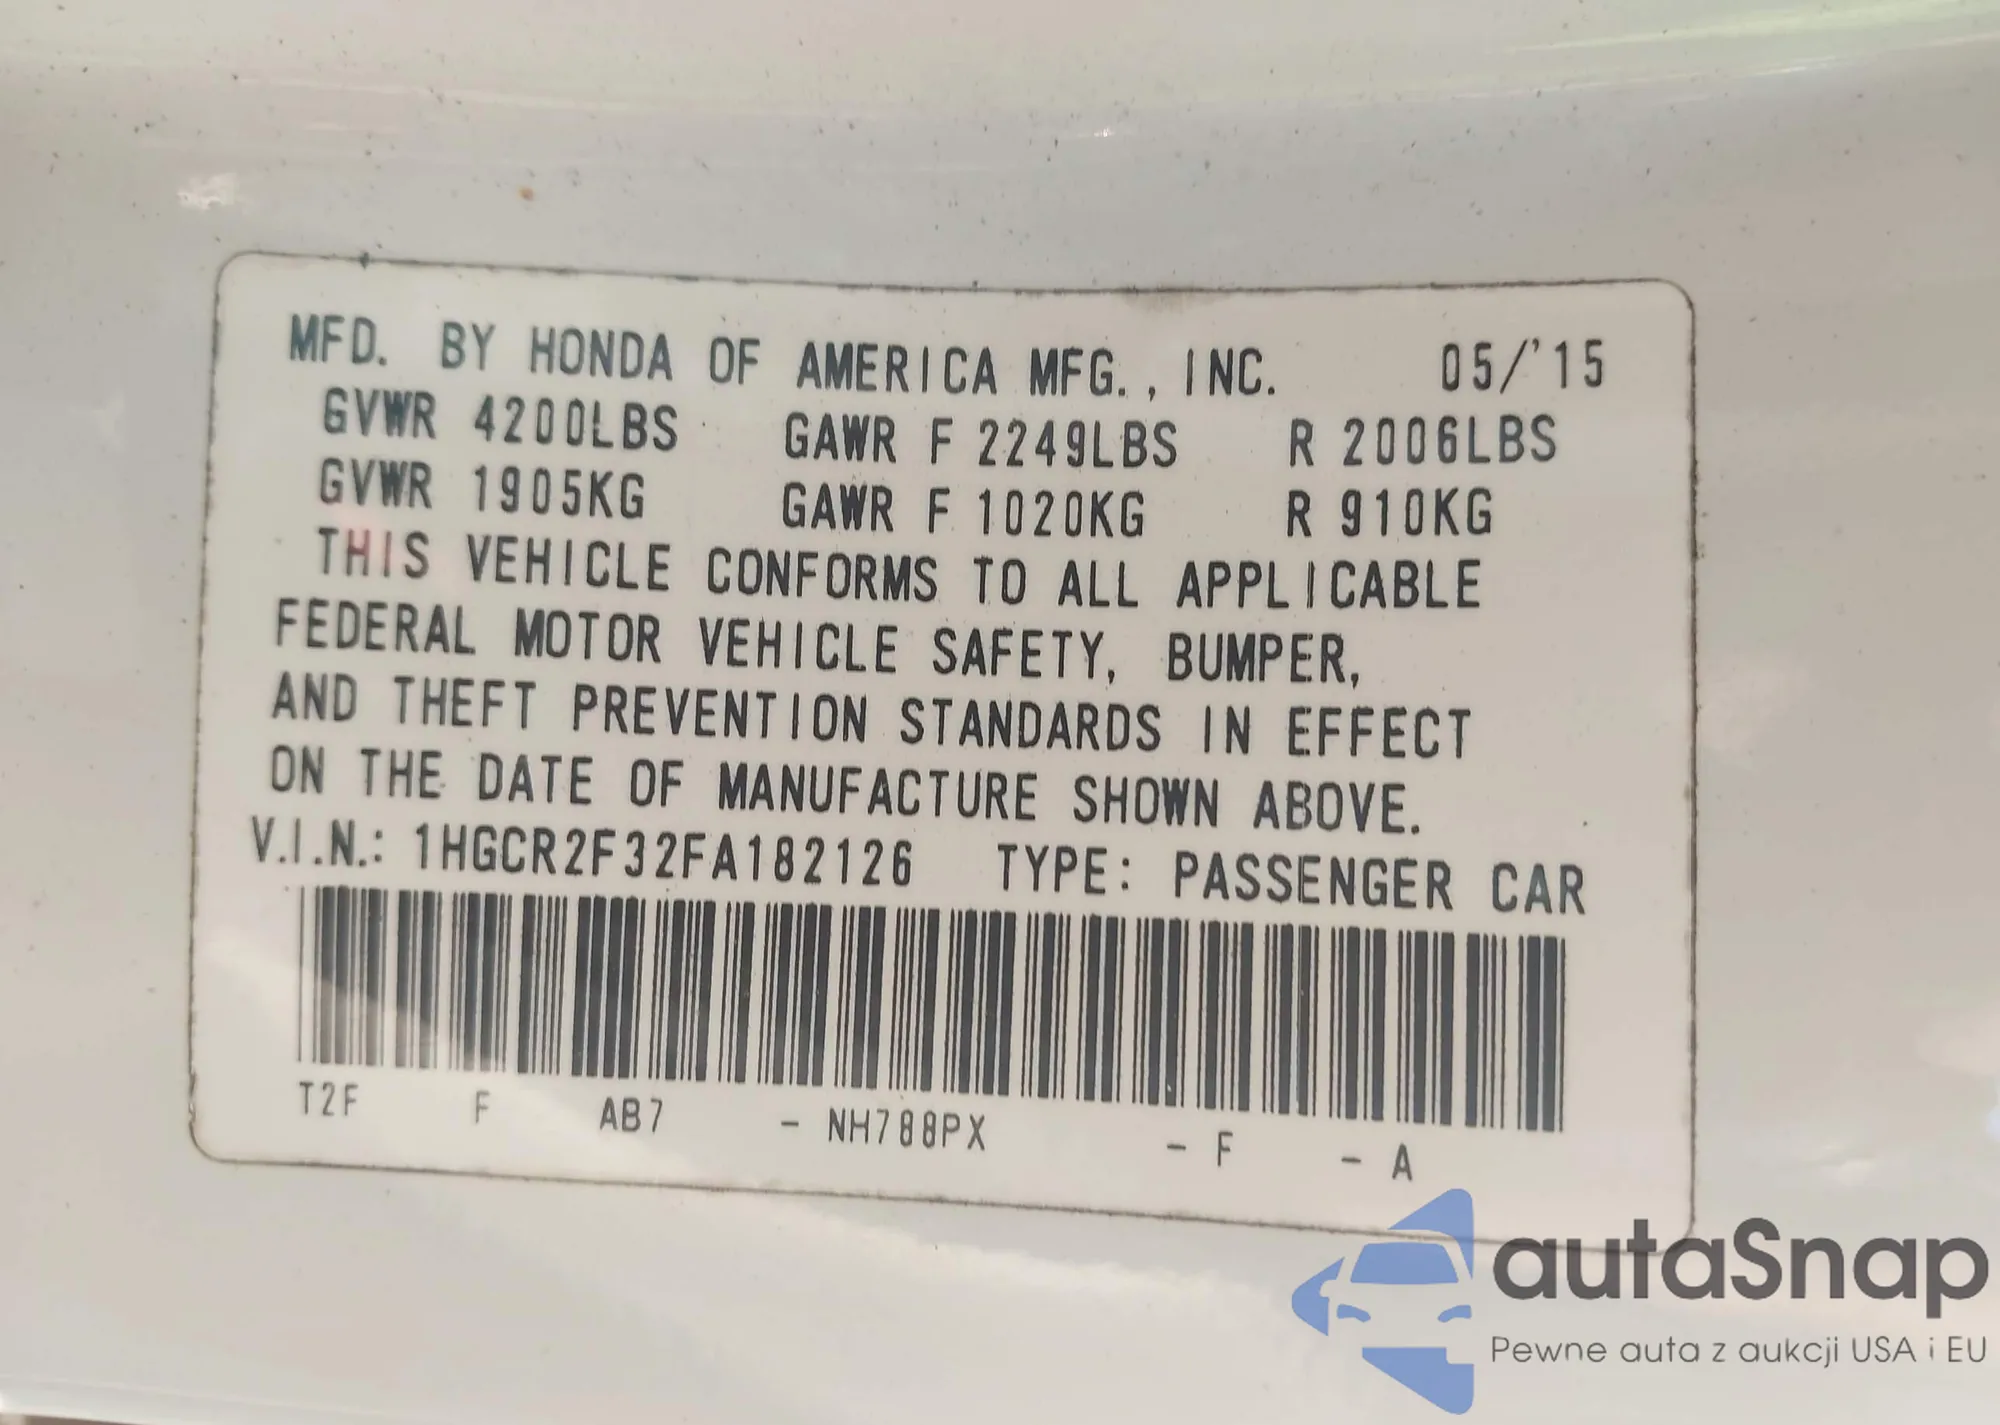 MFD. BY HONDA OF AMERICA MFG., INC. 05/'15
GVWR 4200LBS GAWR F 2249LBS R 2006LBS
GVWR 1905KG GAWR F 1020KG R 910KG
THIS VEHICLE CONFORMS TO ALL APPLICABLE
FEDERAL MOTOR VEHICLE SAFETY, BUMPER,
AND THEFT PREVENTION STANDARDS IN EFFECT
ON THE DATE OF MANUFACTURE SHOWN ABOVE.
V.I.N.: 1HGCR2F32FA182126 TYPE: PASSENGER CAR
T2F F AB7 - NH788PX - F - A
autaSnap
Pewne auta z aukcji USA i EU